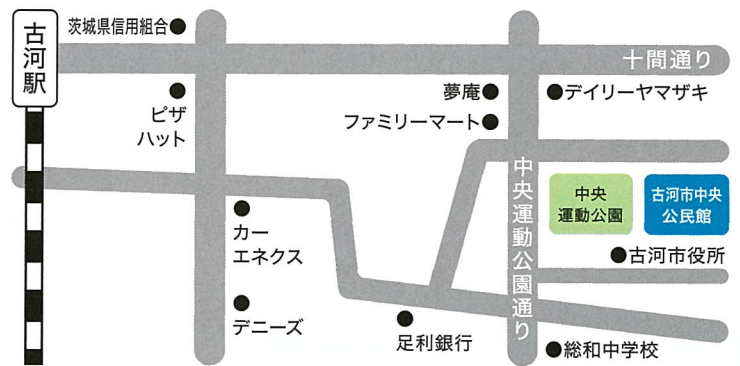 古河駅
茨城県信用組合
十間通り
ピザ
ハット
夢庵
デイリーヤマザキ
ファミリーマート
中央運動公園通り
中央
運動公園
古河市中央
公民館
カー
エネクス
古河市役所
デニーズ
足利銀行
総和中学校